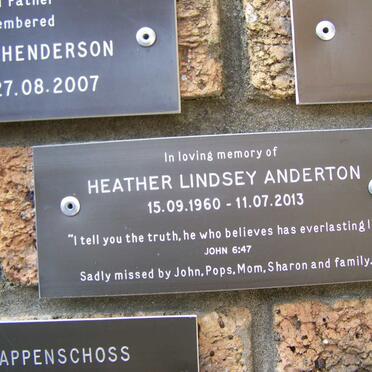 Father
mbered
HENDERSON
27.08.2007
In loving memory of
HEATHER LINDSEY ANDERTON
15.09.1960 - 11.07.2013
"I tell you the truth, he who believes has everlasting l
JOHN 6:47
Sadly missed by John, Pops, Mom, Sharon and family.
APPENSCHOSS